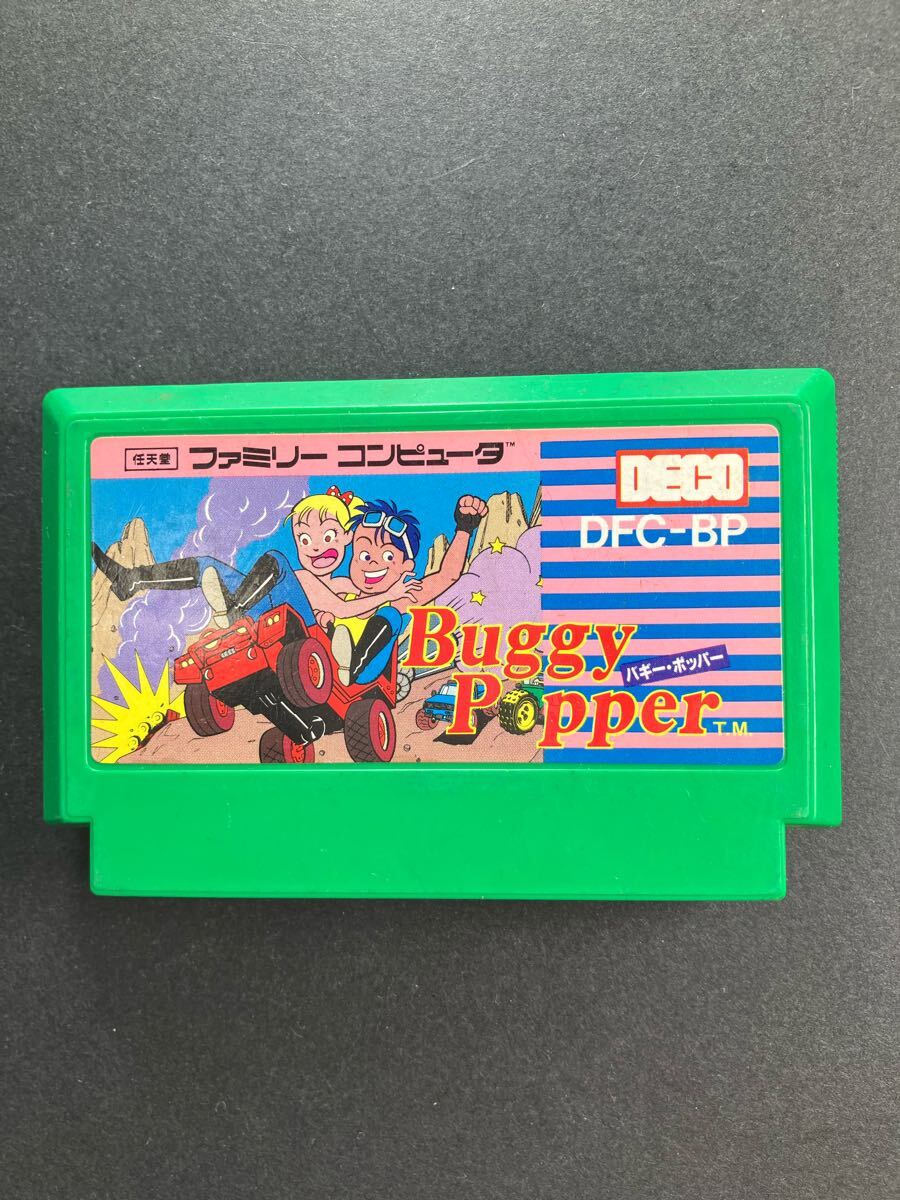 任天堂 ファミリー コンピュータ™
DECO
DFC-BP
Buggy
バギー・ポッパー
Popper T.M.